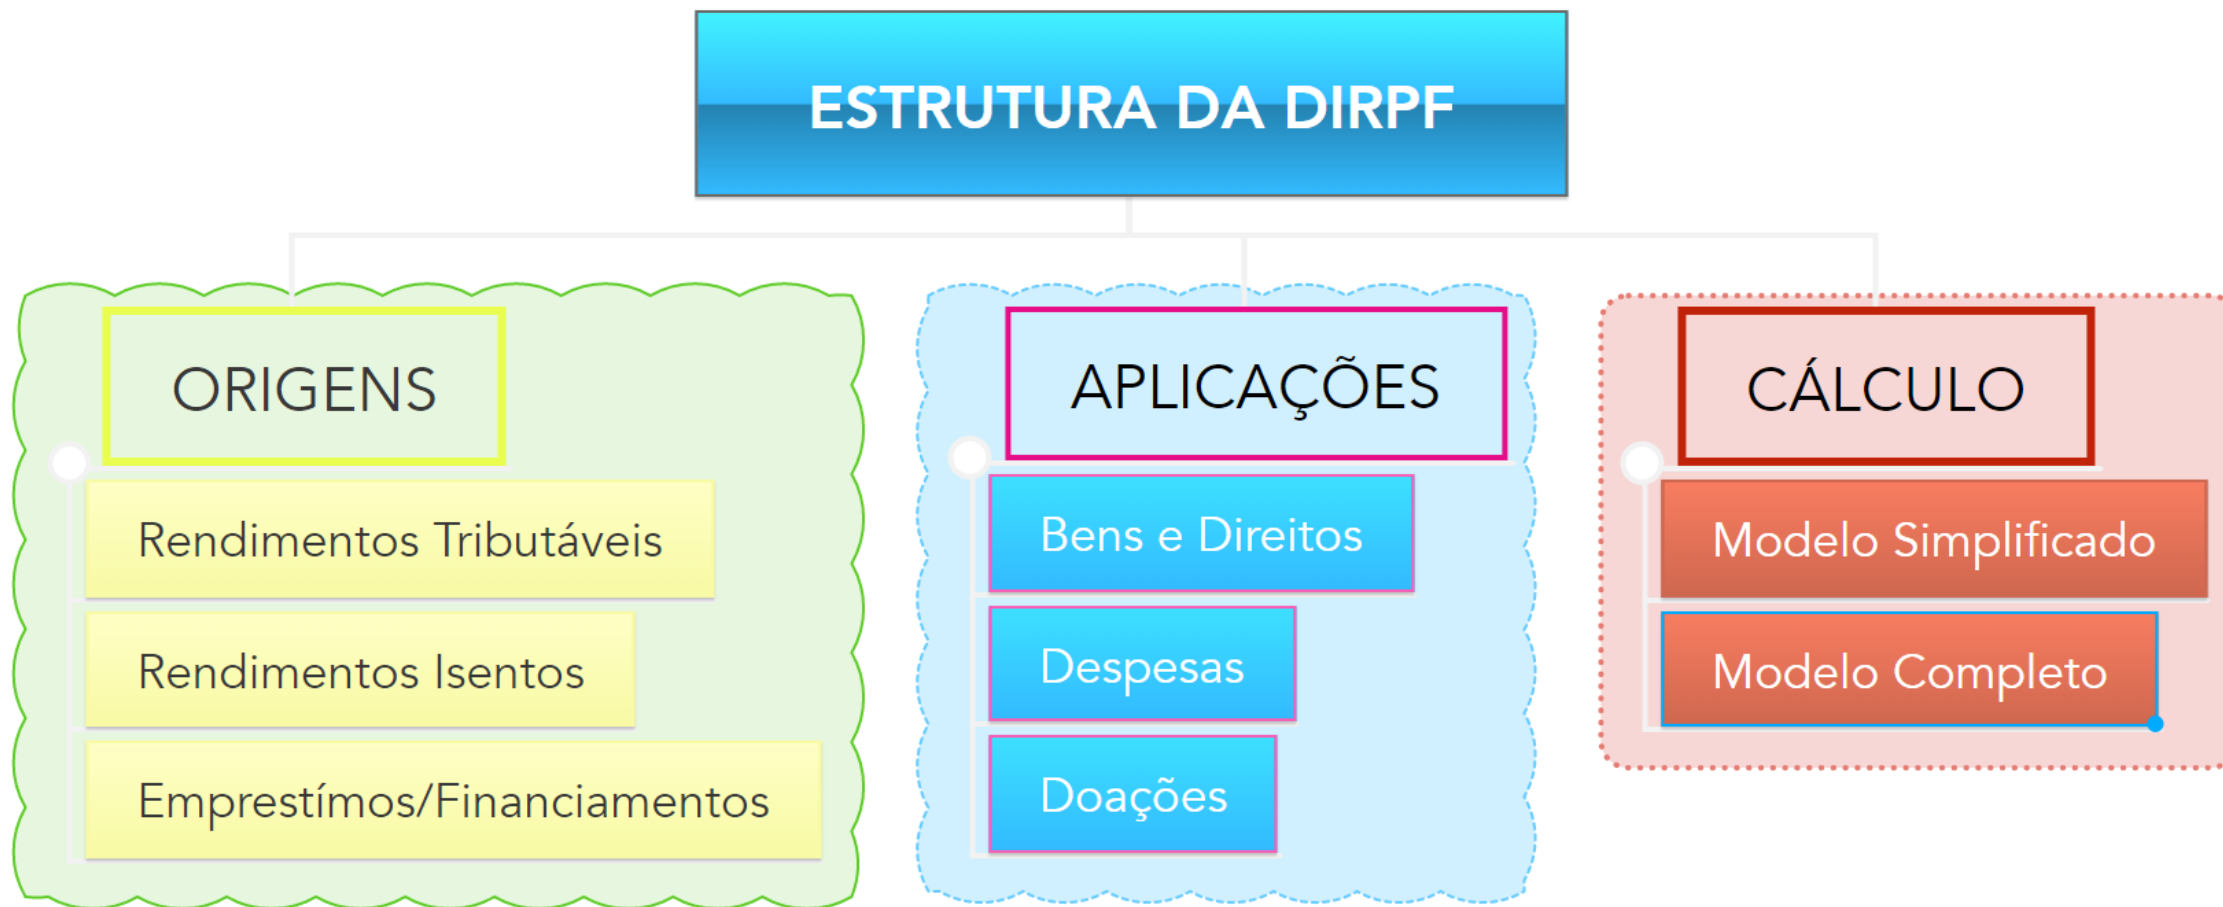 ESTRUTURA DA DIRPF
ORIGENS
Rendimentos Tributáveis
Rendimentos Isentos
Emprestímos/Financiamentos
APLICAÇÕES
Bens e Direitos
Despesas
Doações
CÁLCULO
Modelo Simplificado
Modelo Completo